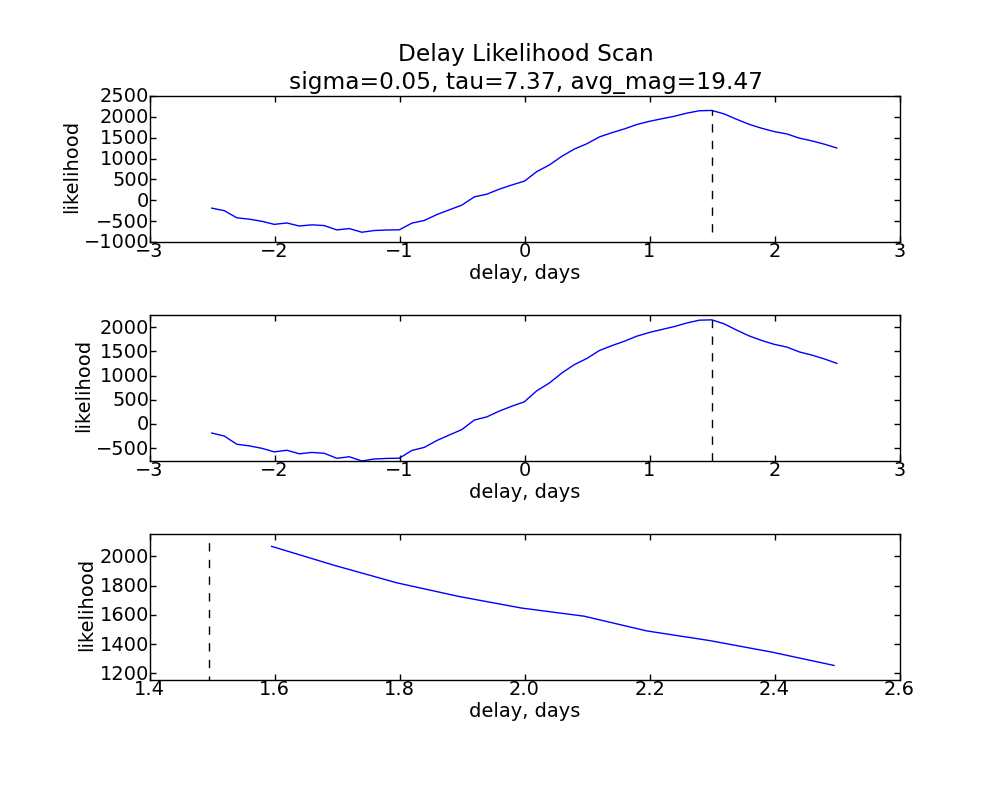 Delay Likelihood Scan
sigma=0.05, tau=7.37, avg_mag=19.47
2500
2000
1500
1000
500
0
−500
−1000
likelihood
−3 −2 −1 0 1 2 3
delay, days
2000
1500
1000
500
0
−500
likelihood
−3 −2 −1 0 1 2 3
delay, days
2000
1800
1600
1400
1200
likelihood
1.4 1.6 1.8 2.0 2.2 2.4 2.6
delay, days